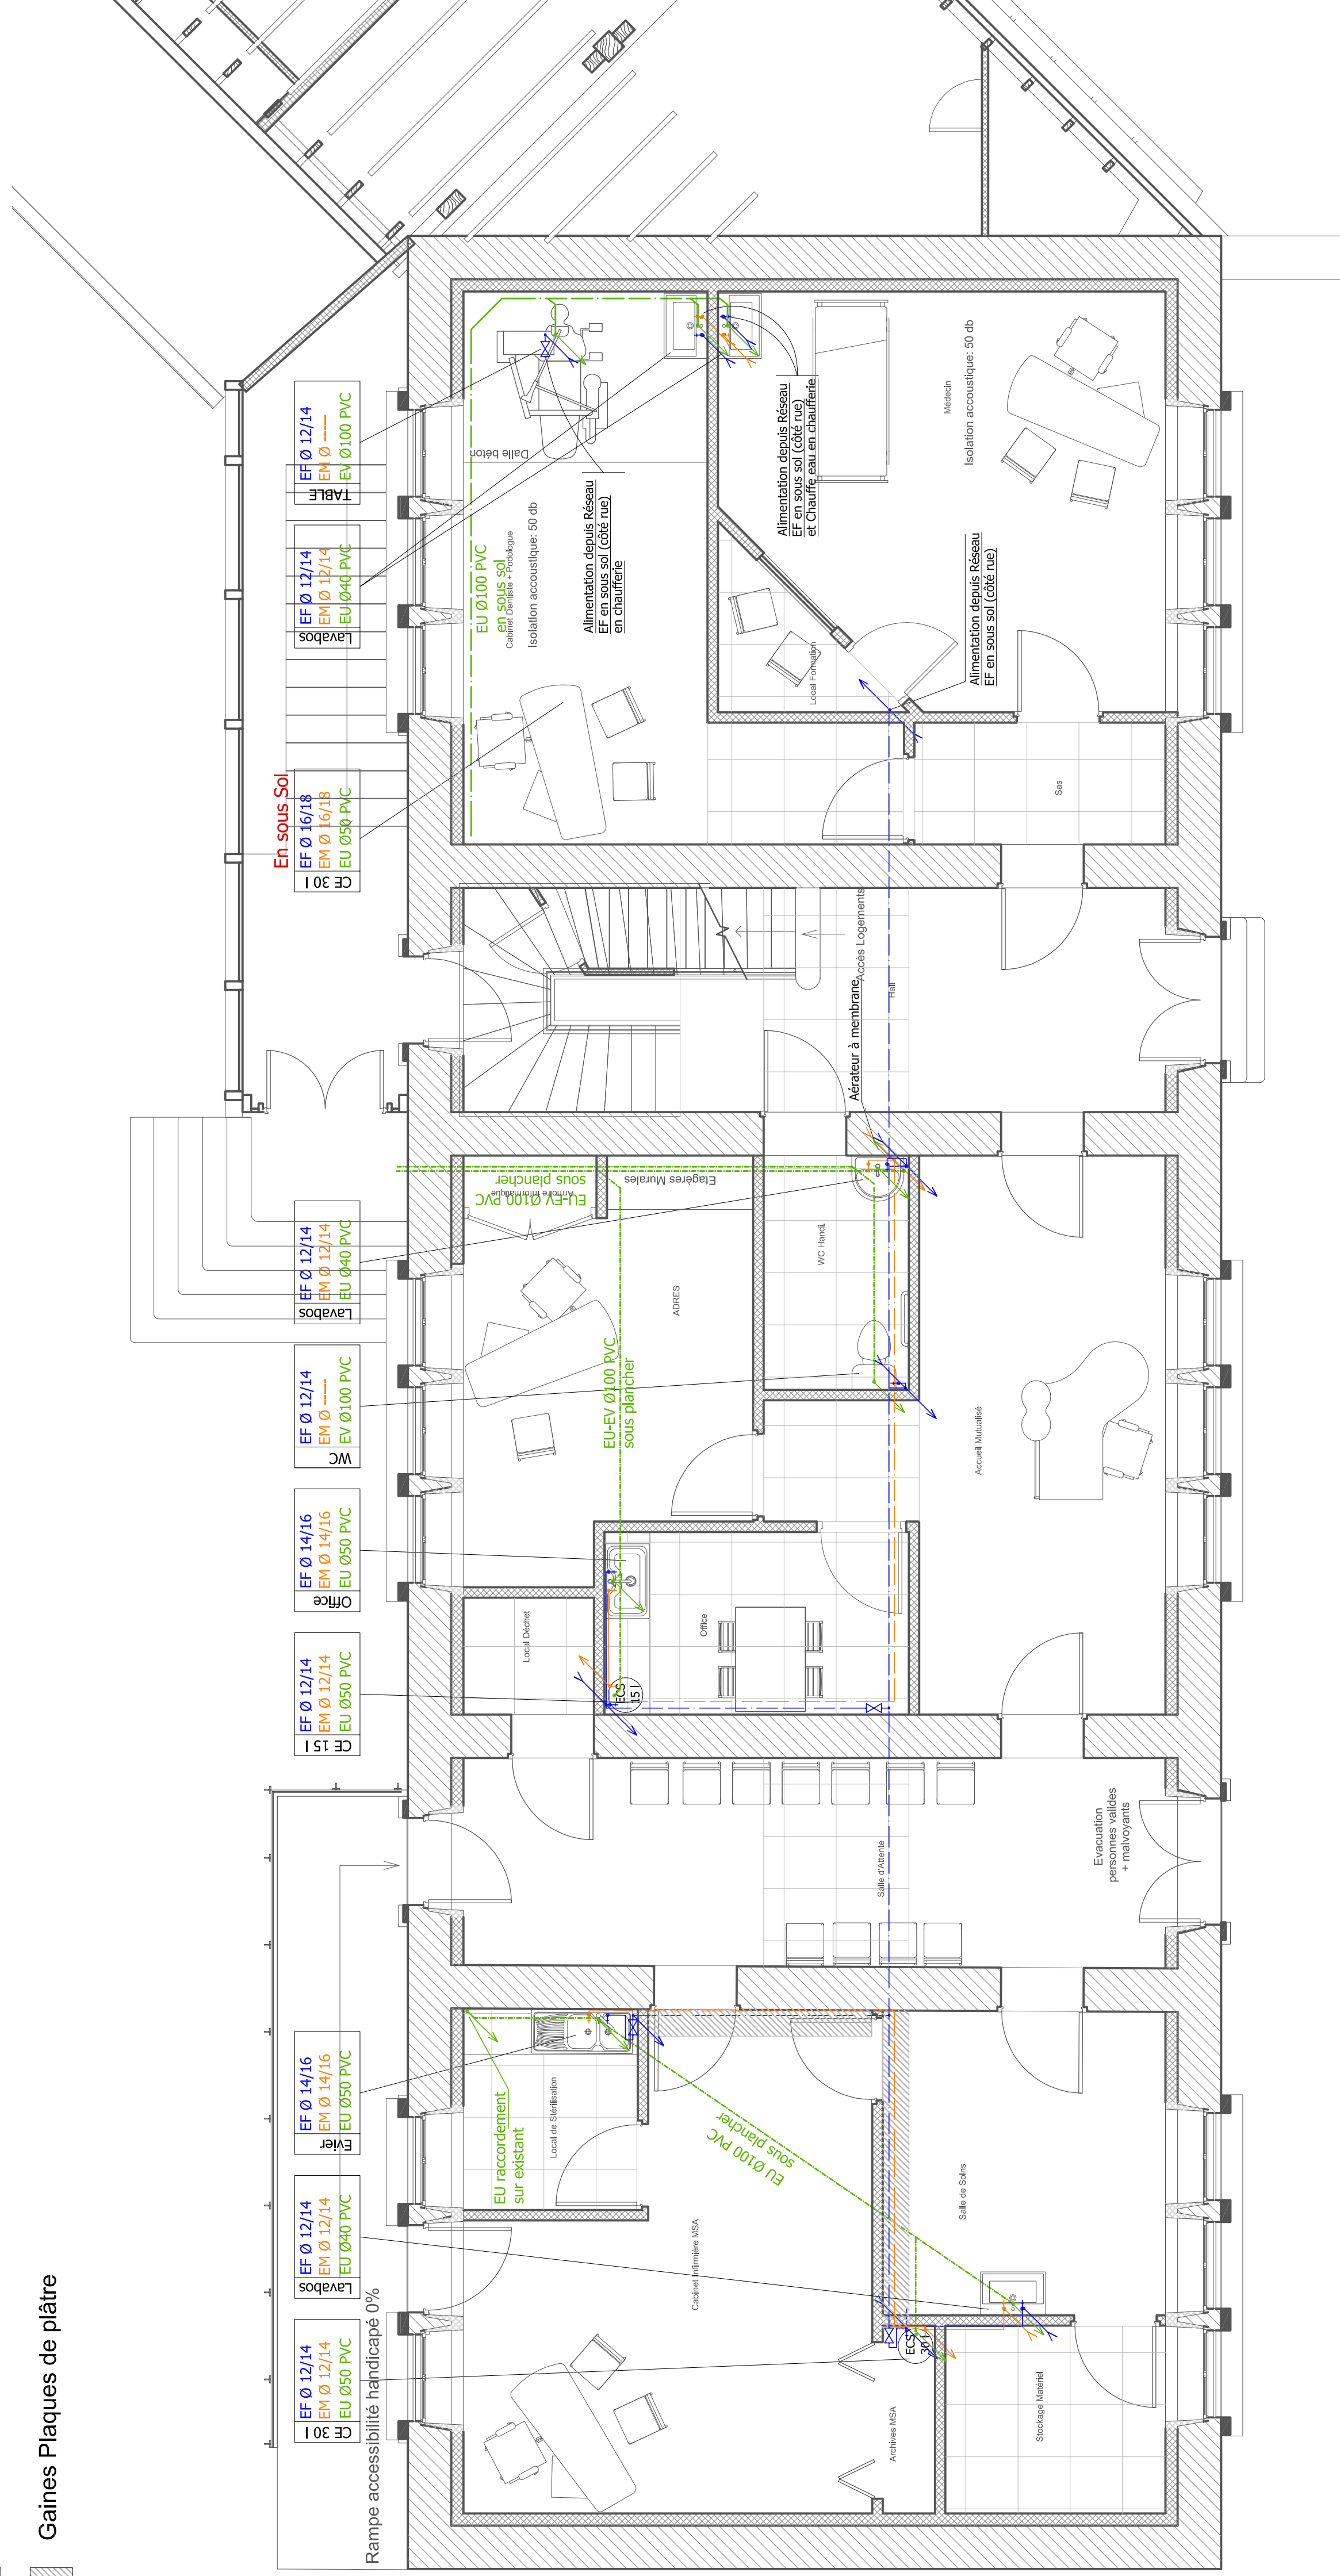 TABLE
EF Ø 12/14
EM Ø -----
EV Ø100 PVC
Lavabos
EF Ø 12/14
EM Ø 12/14
EU Ø40 PVC
En sous Sol
CE 30 l
EF Ø 16/18
EM Ø 16/18
EU Ø50 PVC
Lavabos
EF Ø 12/14
EM Ø 12/14
EU Ø40 PVC
WC
EF Ø 12/14
EM Ø -----
EV Ø100 PVC
Office
EF Ø 14/16
EM Ø 14/16
EU Ø50 PVC
CE 15 l
EF Ø 12/14
EM Ø 12/14
EU Ø50 PVC
Evier
EF Ø 14/16
EM Ø 14/16
EU Ø50 PVC
Lavabos
EF Ø 12/14
EM Ø 12/14
EU Ø40 PVC
CE 30 l
EF Ø 12/14
EM Ø 12/14
EU Ø50 PVC
Gaines Plaques de plâtre
Rampe accessibilité handicapé 0%
Dalle béton
EU Ø100 PVC
en sous sol
Cabinet Dentiste + Podologue
Isolation accoustique: 50 db
Alimentation depuis Réseau
EF en sous sol (côté rue)
en chaufferie
Alimentation depuis Réseau
EF en sous sol (côté rue)
et Chauffe eau en chaufferie
Médecin
Isolation accoustique: 50 db
Local Formation
Alimentation depuis Réseau
EF en sous sol (côté rue)
Sas
Accès Logements
Hall
Aérateur à membrane
EU-EV Ø100 PVC
sous plancher
Armoire Informatique
Etagères Murales
WC Handi.
ADRES
EU-EV Ø100 PVC
sous plancher
Accueil Mutualisé
Office
Local Déchet
ECS
15 l
Salle d'Attente
Evacuation
personnes valides
+ malvoyants
EU raccordement
sur existant
Local de Stérilisation
EU Ø100 PVC
sous plancher
Cabinet Infirmière MSA
Salle de Soins
ECS
30 l
Archives MSA
Stockage Matériel